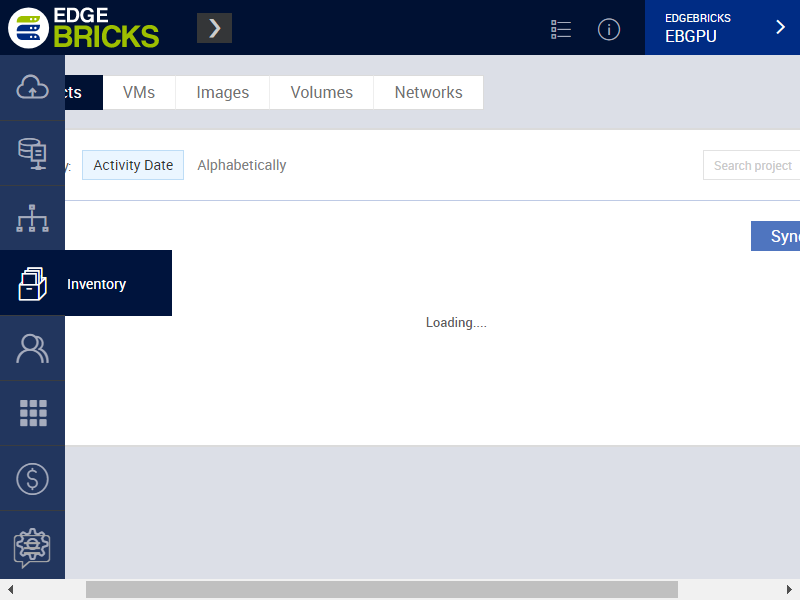 EDGE
BRICKS
EDGEBRICKS
EBGPU
cts
VMs
Images
Volumes
Networks
y:
Activity Date
Alphabetically
Search project
Sync
Inventory
Loading....